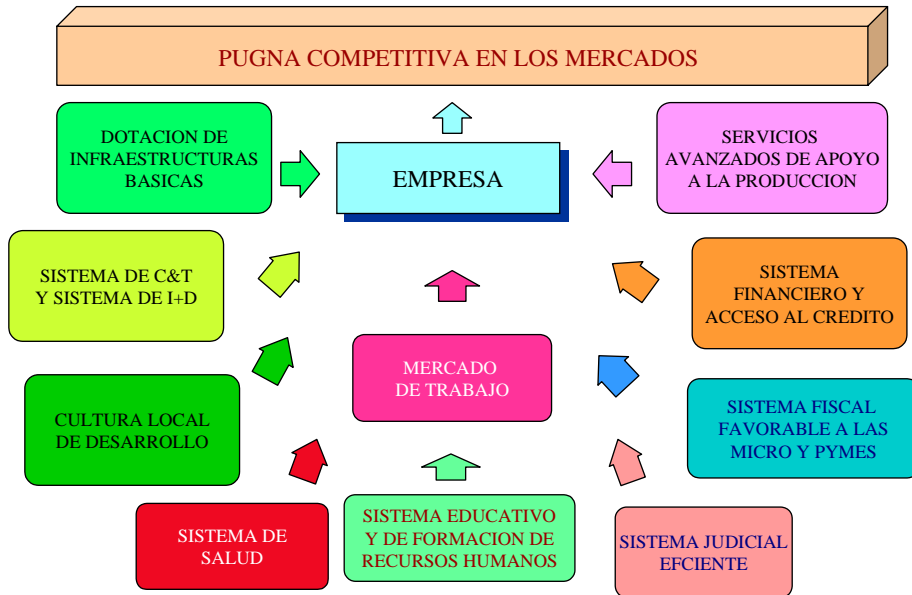 PUGNA COMPETITIVA EN LOS MERCADOS
DOTACION DE
INFRAESTRUCTURAS
BASICAS
EMPRESA
SERVICIOS
AVANZADOS DE APOYO
A LA PRODUCCION
SISTEMA DE C&T
Y SISTEMA DE I+D
SISTEMA
FINANCIERO Y
ACCESO AL CREDITO
MERCADO
DE TRABAJO
CULTURA LOCAL
DE DESARROLLO
SISTEMA FISCAL
FAVORABLE A LAS
MICRO Y PYMES
SISTEMA DE
SALUD
SISTEMA EDUCATIVO
Y DE FORMACION DE
RECURSOS HUMANOS
SISTEMA JUDICIAL
EFCIENTE